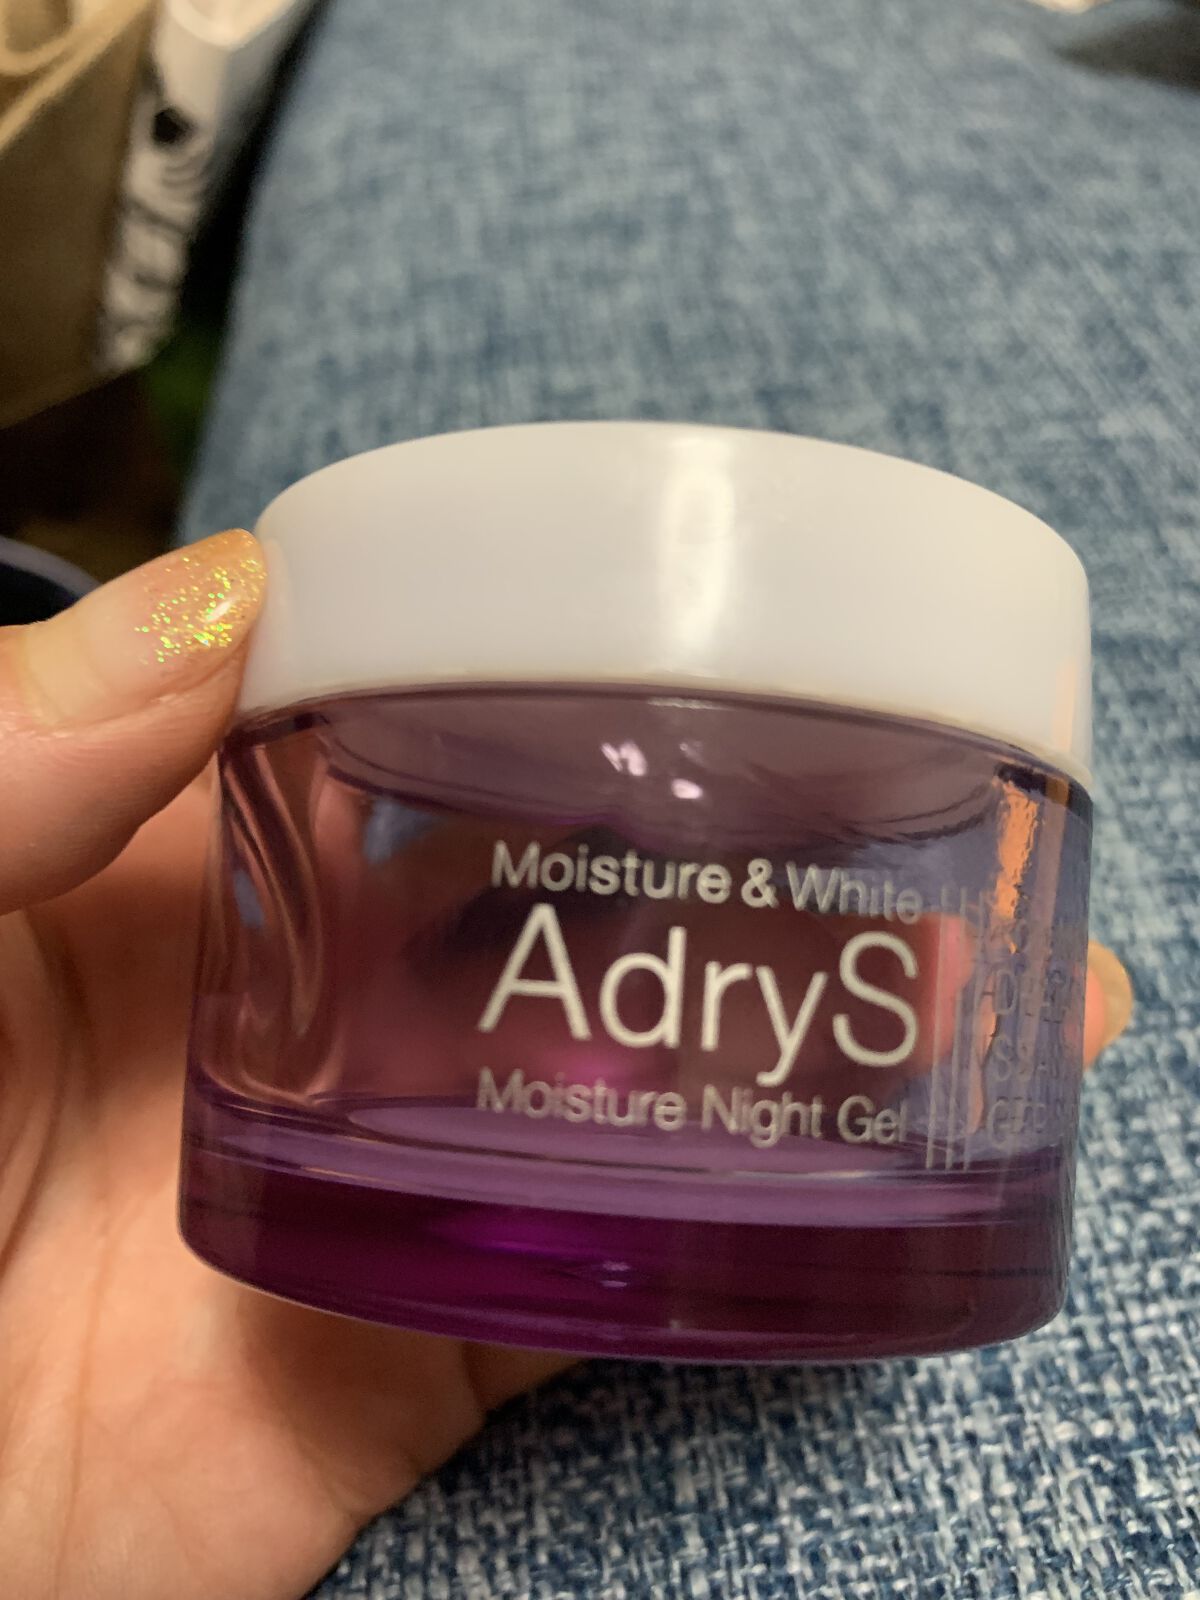 Moisture & White
AdryS
Moisture Night Gel